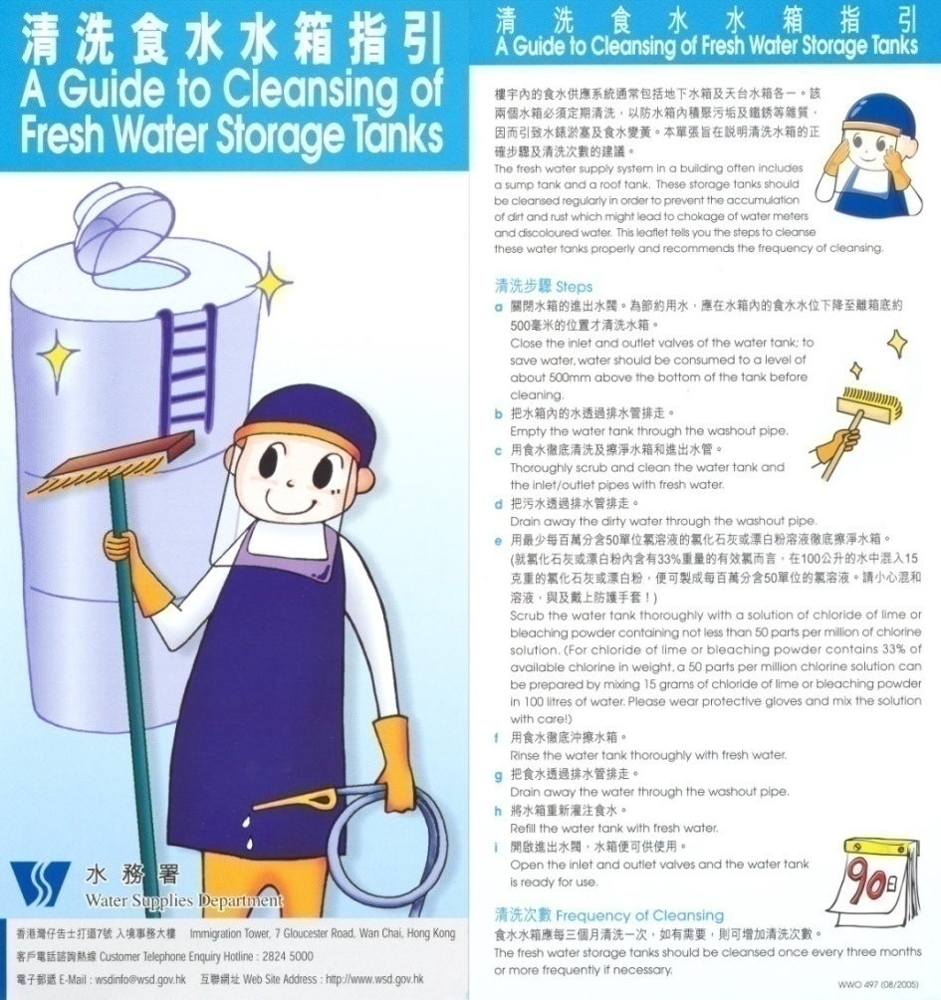 清洗食水水箱指引
A Guide to Cleansing of
Fresh Water Storage Tanks
水務署
Water Supplies Department
香港灣仔告士打道7號 入境事務大樓 Immigration Tower, 7 Gloucester Road, Wan Chai, Hong Kong
客戶電話諮詢熱線 Customer Telephone Enquiry Hotline : 2824 5000
電子郵遞 E-Mail : wsdinfo@wsd.gov.hk 互聯網址 Web Site Address : http://www.wsd.gov.hk
清洗食水水箱指引
A Guide to Cleansing of Fresh Water Storage Tanks
樓宇內的食水供應系統通常包括地下水箱及天台水箱各一。該
兩個水箱必須定期清洗，以防水箱內積聚污垢及鐵銹等雜質，
因而引致水錶淤塞及食水變黃。本單張旨在説明清洗水箱的正
確步驟及清洗次數的建議。
The fresh water supply system in a building often includes
a sump tank and a roof tank. These storage tanks should
be cleansed regularly in order to prevent the accumulation
of dirt and rust which might lead to chokage of water meters
and discoloured water. This leaflet tells you the steps to cleanse
these water tanks properly and recommends the frequency of cleansing.
清洗步驟 Steps
a 關閉水箱的進出水閥。為節約用水，應在水箱內的食水水位下降至離箱底約
500毫米的位置才清洗水箱。
Close the inlet and outlet valves of the water tank; to
save water, water should be consumed to a level of
about 500mm above the bottom of the tank before
cleaning.
b 把水箱內的水透過排水管排走。
Empty the water tank through the washout pipe.
c 用食水徹底清洗及擦淨水箱和進出水管。
Thoroughly scrub and clean the water tank and
the inlet/outlet pipes with fresh water.
d 把污水透過排水管排走。
Drain away the dirty water through the washout pipe.
e 用最少每百萬分含50單位氯溶液的氯化石灰或漂白粉溶液徹底擦淨水箱。
(就氯化石灰或漂白粉內含有33%重量的有效氯而言，在100公升的水中混入15
克重的氯化石灰或漂白粉，便可製成每百萬分含50單位的氯溶液。請小心混和
溶液，與及戴上防護手套！)
Scrub the water tank thoroughly with a solution of chloride of lime or
bleaching powder containing not less than 50 parts per million of chlorine
solution. (For chloride of lime or bleaching powder contains 33% of
available chlorine in weight, a 50 parts per million chlorine solution can
be prepared by mixing 15 grams of chloride of lime or bleaching powder
in 100 litres of water. Please wear protective gloves and mix the solution
with care!)
f 用食水徹底沖擦水箱。
Rinse the water tank thoroughly with fresh water.
g 把食水透過排水管排走。
Drain away the water through the washout pipe.
h 將水箱重新灌注食水。
Refill the water tank with fresh water.
i 開啟進出水閥，水箱便可供使用。
Open the inlet and outlet valves and the water tank
is ready for use.
90日
清洗次數 Frequency of Cleansing
食水水箱應每三個月清洗一次，如有需要，則可增加清洗次數。
The fresh water storage tanks should be cleansed once every three months
or more frequently if necessary.
WWO 497 (08/2005)